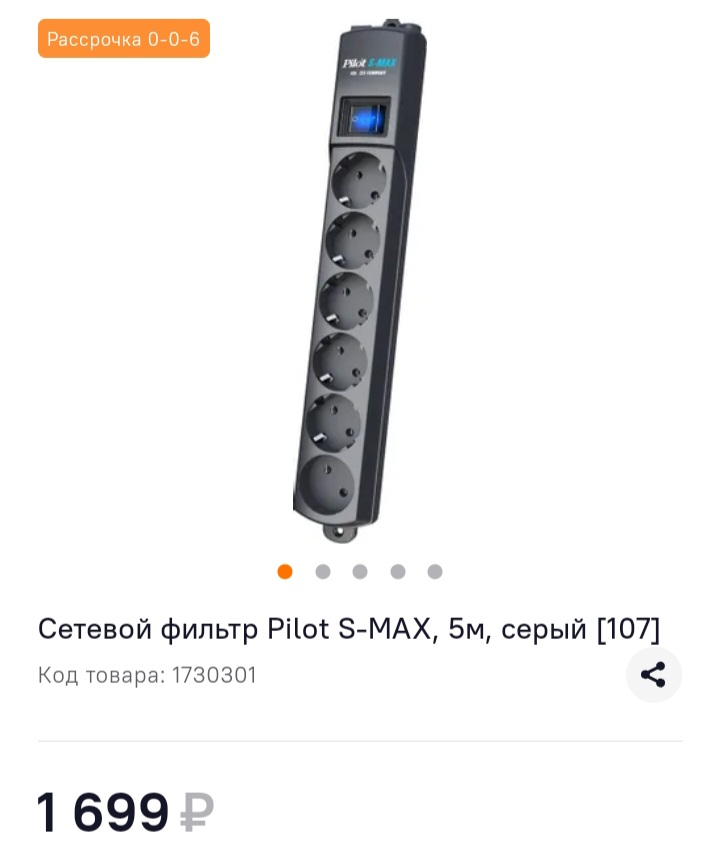 Рассрочка 0-0-6
Pilot S-MAX
Сетевой фильтр Pilot S-MAX, 5м, серый [107]
Код товара: 1730301
1 699 ₽